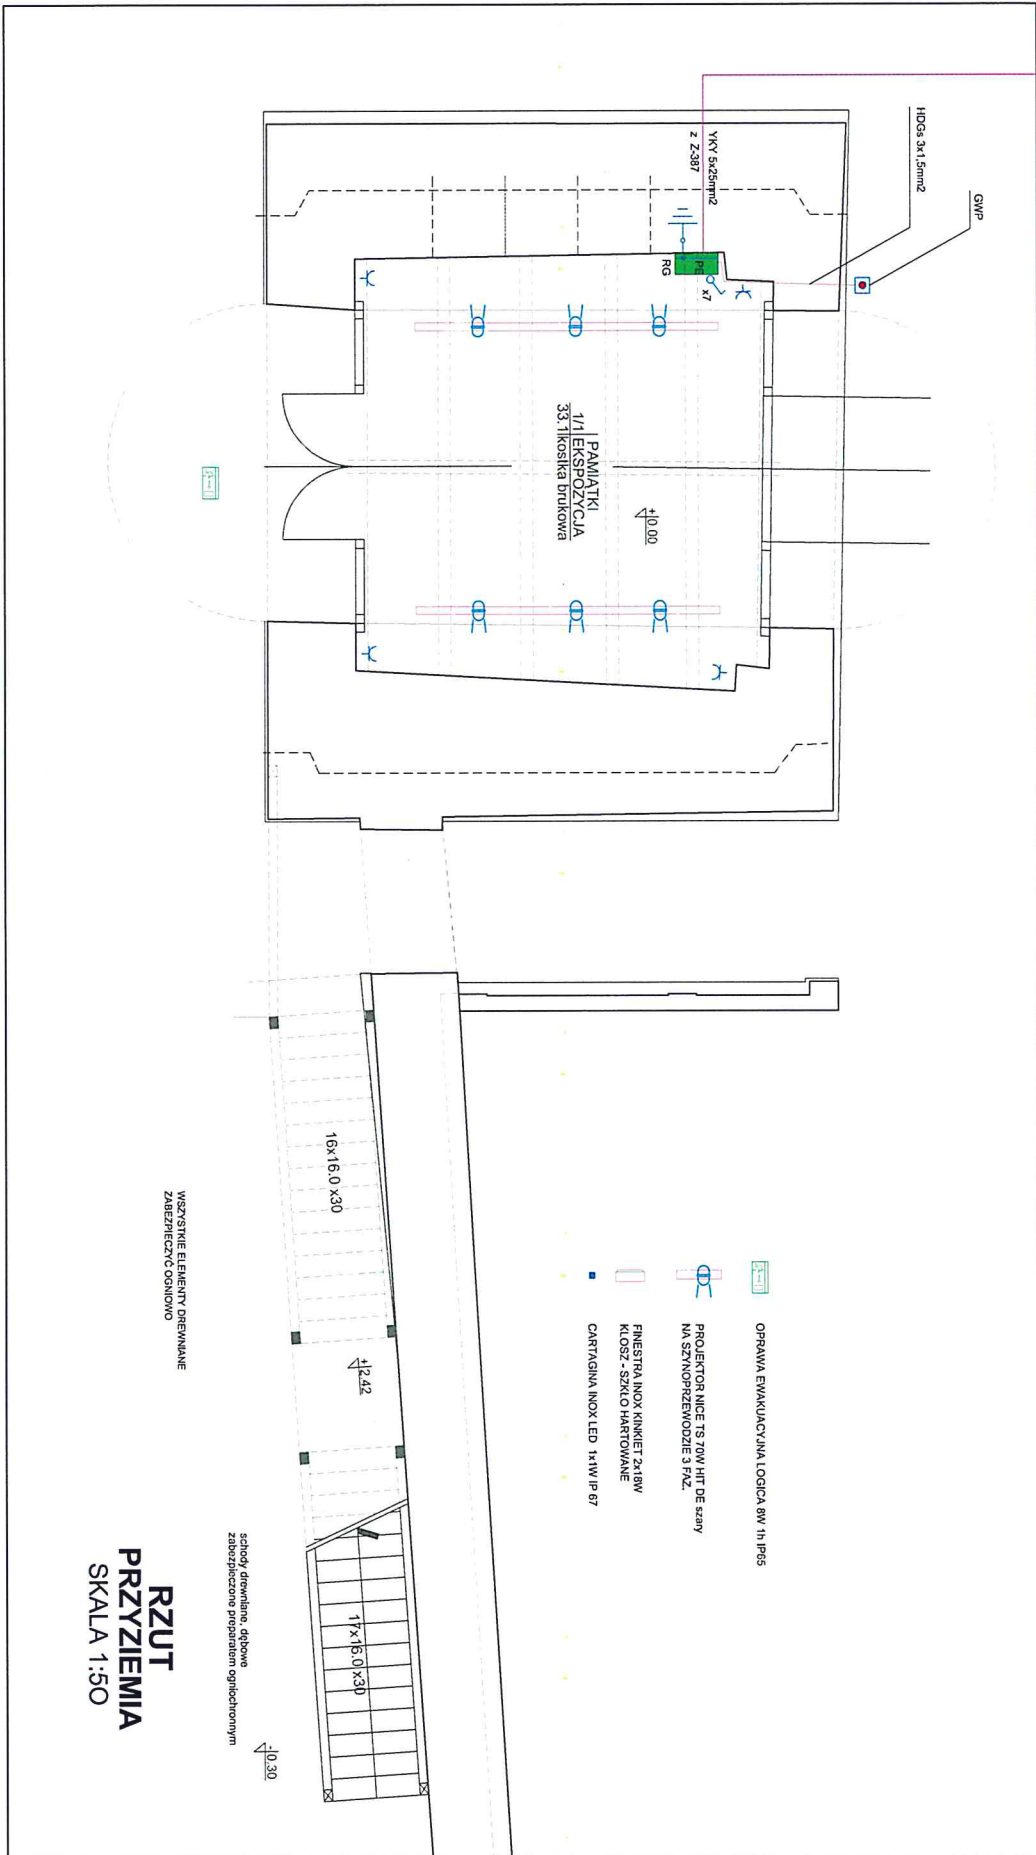 GWP
HDGs 3x1,5mm2
YKY 5x25mm2
z Z-387
PE
RG
x7
+0.00
PAMIĄTKI
1/1 EKSPOZYCJA
33.1 kostka brukowa
OPRAWA EWAKUACYJNA LOGICA 8W 1h IP65
PROJEKTOR NICE TS 70W HIT DE szary
NA SZYNOPRZEWODZIE 3 FAZ.
FINESTRA INOX KINKIET 2x18W
KLOSZ - SZKŁO HARTOWANE
CARTAGINA INOX LED 1x1W IP 67
16x16.0 x30
+2.42
17x16.0 x30
-0.30
WSZYSTKIE ELEMENTY DREWNIANE
ZABEZPIECZYĆ OGNIOWO
schody drewniane, dębowe
zabezpieczone preparatem ogniochronnym
RZUT
PRZYZIEMIA
SKALA 1:50